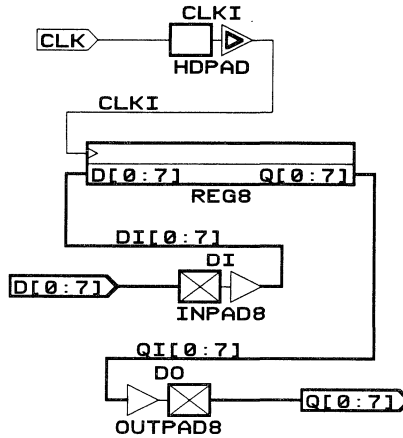 CLKI
CLK
HDPAD
CLKI
D[0:7] Q[0:7]
REG8
DI[0:7]
DI
D[0:7]
INPAD8
QI[0:7]
DO
Q[0:7]
OUTPAD8